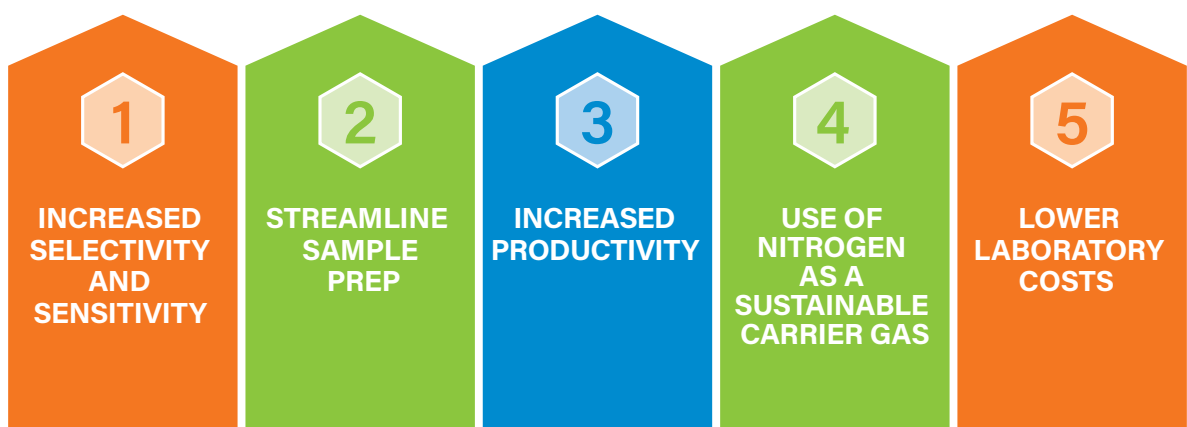 1
INCREASED
SELECTIVITY
AND
SENSITIVITY
2
STREAMLINE
SAMPLE
PREP
3
INCREASED
PRODUCTIVITY
4
USE OF
NITROGEN
AS A
SUSTAINABLE
CARRIER GAS
5
LOWER
LABORATORY
COSTS